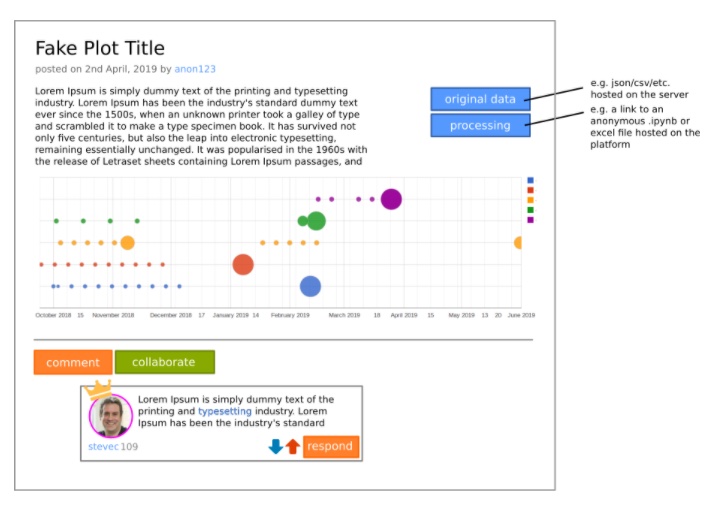 Fake Plot Title
posted on 2nd April, 2019 by anon123
Lorem Ipsum is simply dummy text of the printing and typesetting
industry. Lorem Ipsum has been the industry's standard dummy text
ever since the 1500s, when an unknown printer took a galley of type
and scrambled it to make a type specimen book. It has survived not
only five centuries, but also the leap into electronic typesetting,
remaining essentially unchanged. It was popularised in the 1960s with
the release of Letraset sheets containing Lorem Ipsum passages, and
original data
processing
e.g. json/csv/etc.
hosted on the server
e.g. a link to an
anonymous .ipynb or
excel file hosted on the
platform
October 2018 15 November 2018 December 2018 17 January 2019 14 February 2019 March 2019 18 April 2019 15 May 2019 13 20 June 2019
comment
collaborate
Lorem Ipsum is simply dummy text of the
printing and typesetting industry. Lorem
Ipsum has been the industry's standard
stevec 109
respond